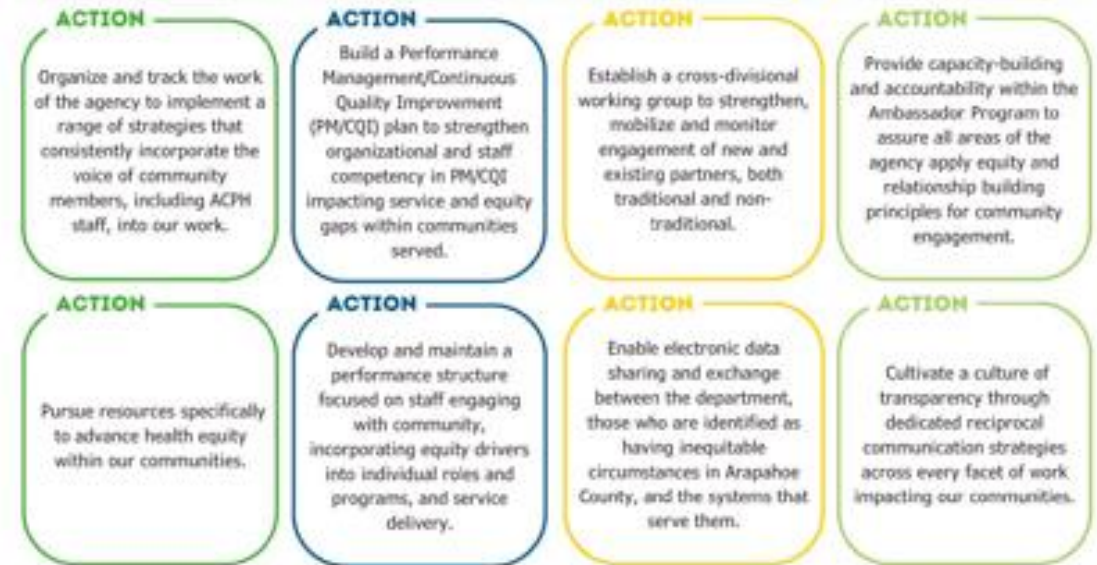 ACTION
Organize and track the work
of the agency to implement a
range of strategies that
consistently incorporate the
voice of community
members, including ACPH
staff, into our work.
ACTION
Build a Performance
Management/Continuous
Quality Improvement
(PM/CQI) plan to strengthen
organizational and staff
competency in PM/CQI
impacting service and equity
gaps within communities
served.
ACTION
Establish a cross-divisional
working group to strengthen,
mobilize and monitor
engagement of new and
existing partners, both
traditional and non-
traditional.
ACTION
Provide capacity-building
and accountability within the
Ambassador Program to
assure all areas of the
agency apply equity and
relationship building
principles for community
engagement.
ACTION
Pursue resources specifically
to advance health equity
within our communities.
ACTION
Develop and maintain a
performance structure
focused on staff engaging
with community,
incorporating equity drivers
into individual roles and
programs, and service
delivery.
ACTION
Enable electronic data
sharing and exchange
between the department,
those who are identified as
having inequitable
circumstances in Arapahoe
County, and the systems that
serve them.
ACTION
Cultivate a culture of
transparency through
dedicated reciprocal
communication strategies
across every facet of work
impacting our communities.